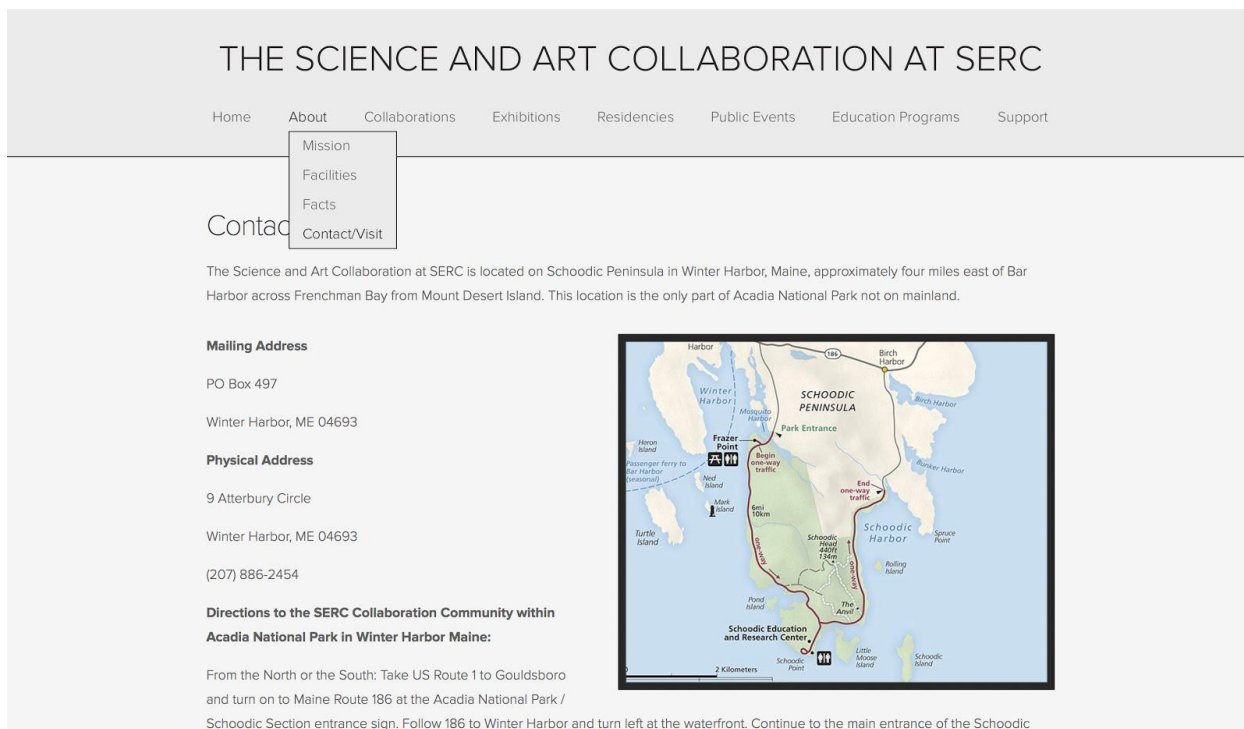 THE SCIENCE AND ART COLLABORATION AT SERC
Home About Collaborations Exhibitions Residencies Public Events Education Programs Support
Mission
Facilities
Facts
Contact/Visit
Contac
The Science and Art Collaboration at SERC is located on Schoodic Peninsula in Winter Harbor, Maine, approximately four miles east of Bar
Harbor across Frenchman Bay from Mount Desert Island. This location is the only part of Acadia National Park not on mainland.
Mailing Address
PO Box 497
Winter Harbor, ME 04693
Physical Address
9 Atterbury Circle
Winter Harbor, ME 04693
(207) 886-2454
Directions to the SERC Collaboration Community within
Acadia National Park in Winter Harbor Maine:
From the North or the South: Take US Route 1 to Gouldsboro
and turn on to Maine Route 186 at the Acadia National Park /
Schoodic Section entrance sign. Follow 186 to Winter Harbor and turn left at the waterfront. Continue to the main entrance of the Schoodic
Harbor
186
Birch
Harbor
Winter
Harbor
SCHOODIC
PENINSULA
Birch Harbor
Mosquito
Harbor
Park Entrance
Frazer
Point
Heron
Island
Begin
one-way
traffic
Passenger ferry to
Bar Harbor
(seasonal)
Bunker Harbor
Ned
Island
End
one-way
traffic
Mark
Island
6mi
10km
Turtle
Island
Schoodic
Harbor
Spruce
Point
Schoodic
Head
440ft
134m
one-way
one-way
Rolling
Island
Pond
Island
The
Anvil
Schoodic Education
and Research Center
Little
Moose
Island
Schoodic
Point
Schoodic
Island
0
2 Kilometers